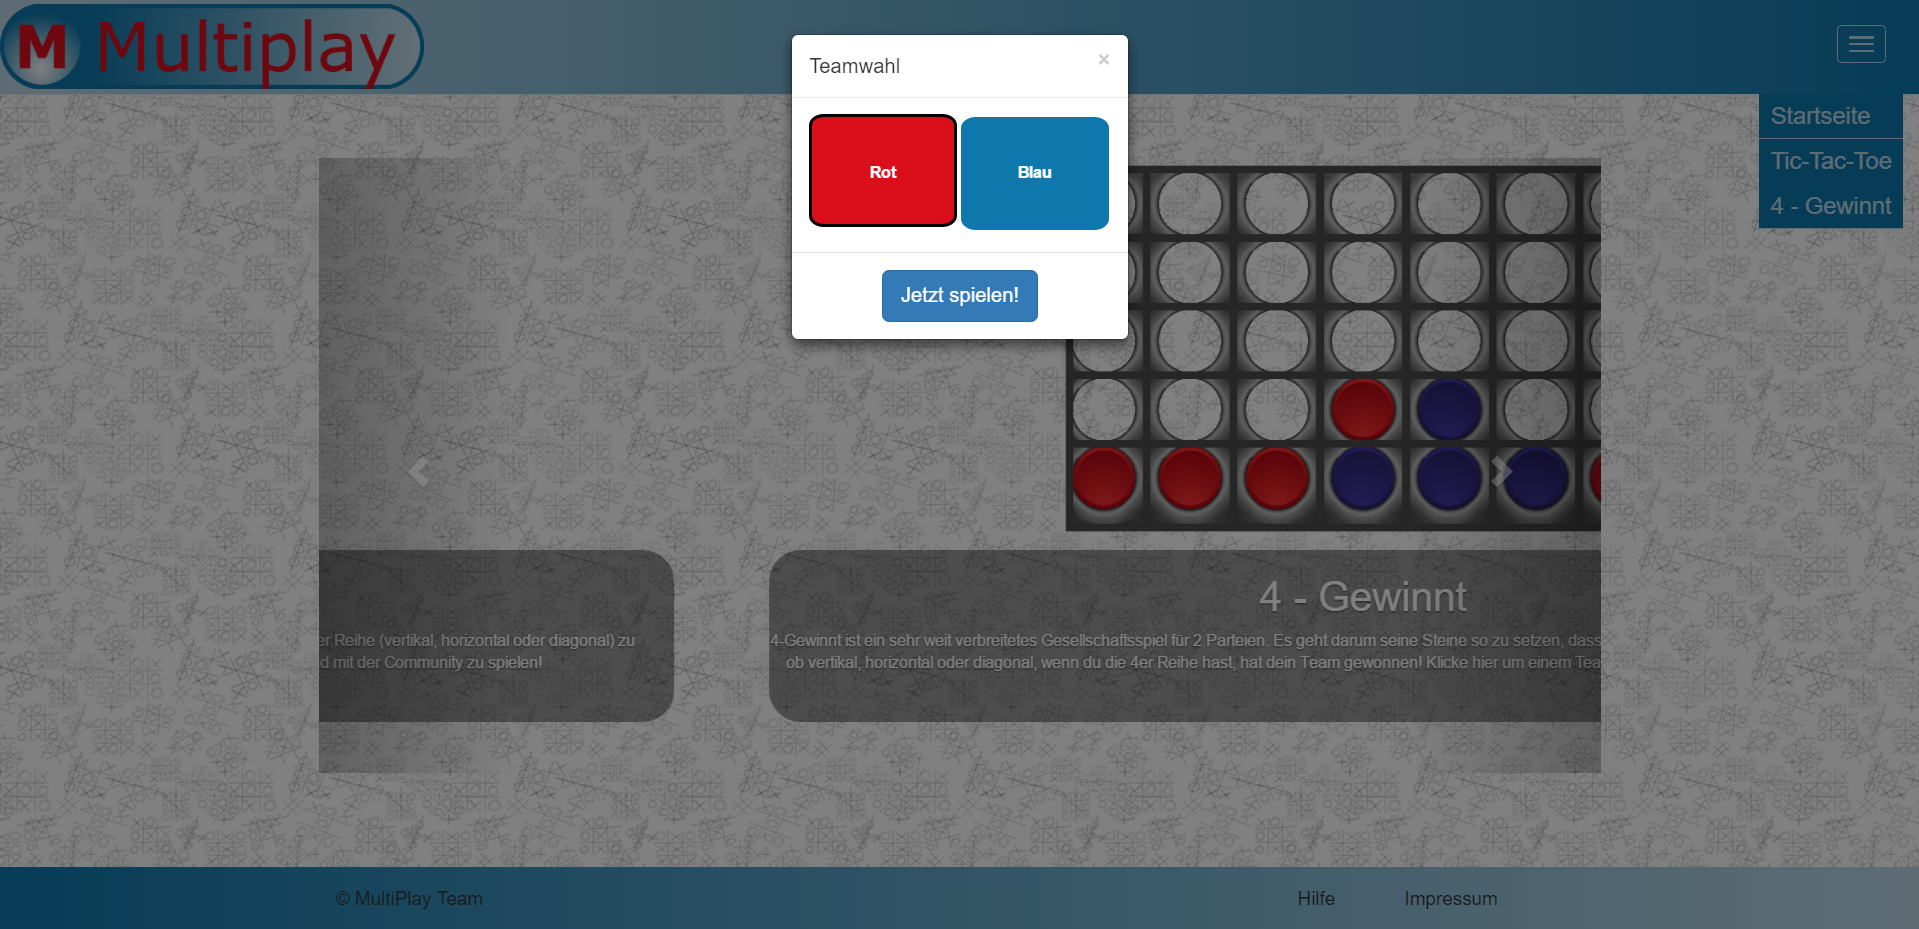 M Multiplay
Teamwahl
×
Rot
Blau
Jetzt spielen!
Startseite
Tic-Tac-Toe
4 - Gewinnt
er Reihe (vertikal, horizontal oder diagonal) zu
d mit der Community zu spielen!
4 - Gewinnt
4-Gewinnt ist ein sehr weit verbreitetes Gesellschaftsspiel für 2 Parteien. Es geht darum seine Steine so zu setzen, dass
ob vertikal, horizontal oder diagonal, wenn du die 4er Reihe hast, hat dein Team gewonnen! Klicke hier um einem Tea
© MultiPlay Team
Hilfe
Impressum